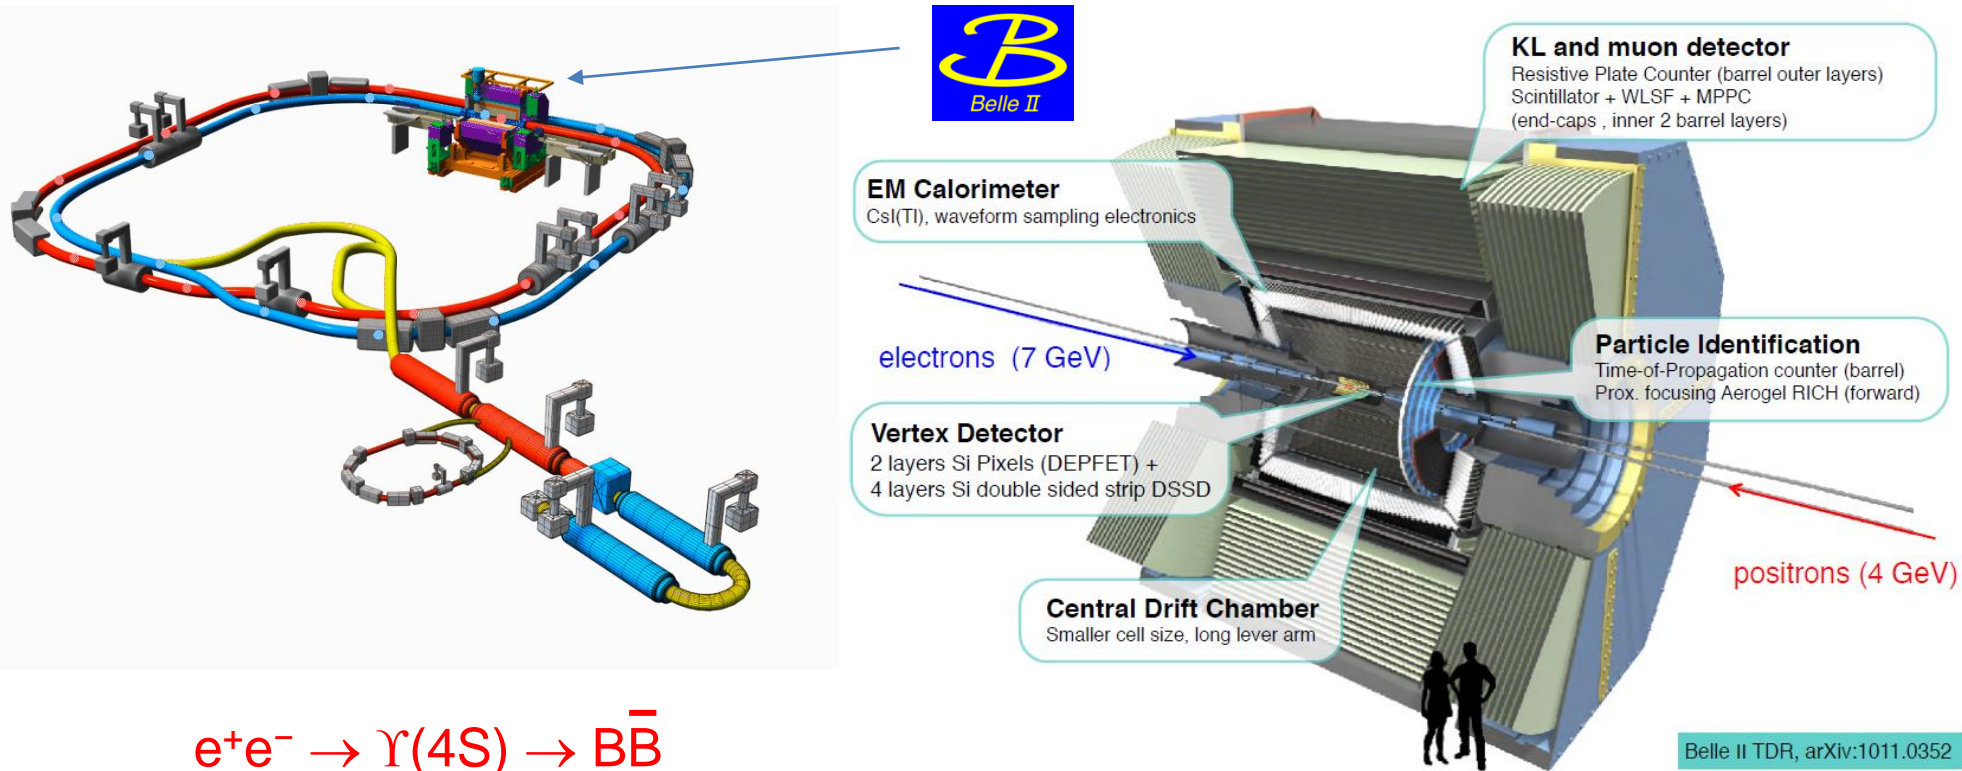 Belle II
KL and muon detector
Resistive Plate Counter (barrel outer layers)
Scintillator + WLSF + MPPC
(end-caps , inner 2 barrel layers)
EM Calorimeter
CsI(Tl), waveform sampling electronics
electrons (7 GeV)
Particle Identification
Time-of-Propagation counter (barrel)
Prox. focusing Aerogel RICH (forward)
Vertex Detector
2 layers Si Pixels (DEPFET) +
4 layers Si double sided strip DSSD
positrons (4 GeV)
Central Drift Chamber
Smaller cell size, long lever arm
e⁺e⁻ → ϒ(4S) → BB̅
Belle II TDR, arXiv:1011.0352